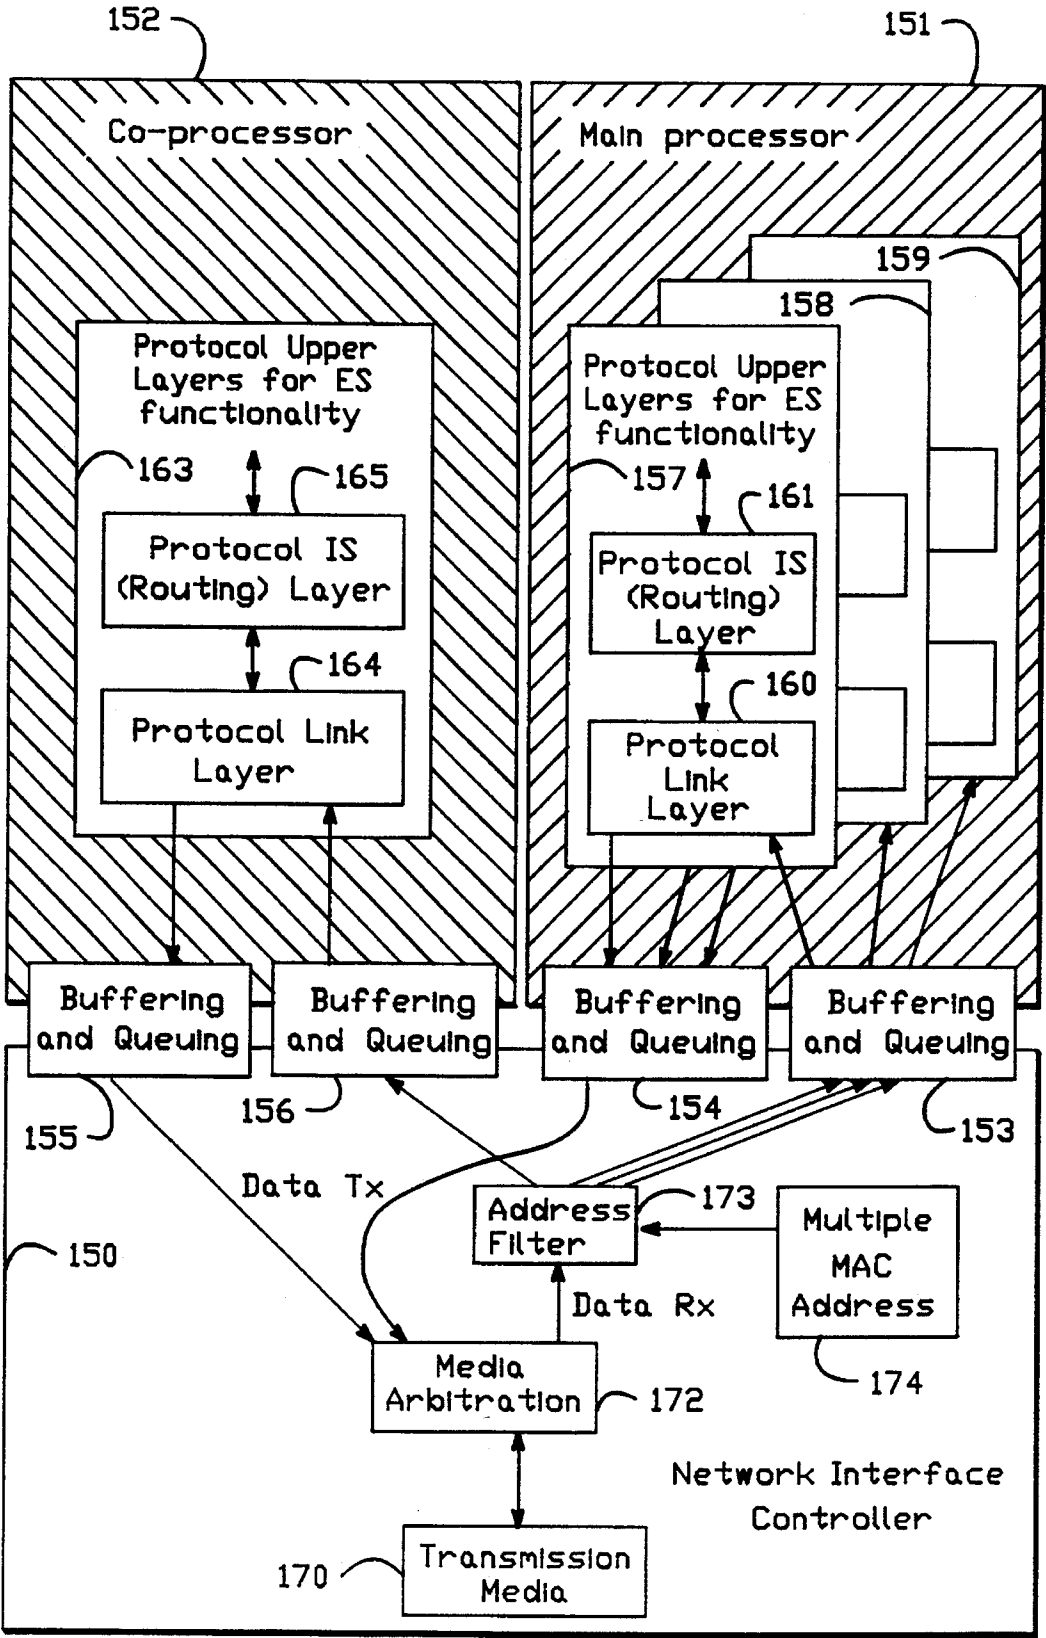 152
151
Co-processor
Main processor
159
158
Protocol Upper
Layers for ES
functionality
Protocol Upper
Layers for ES
functionality
163
165
157
161
Protocol IS
(Routing) Layer
Protocol IS
(Routing)
Layer
164
160
Protocol Link
Layer
Protocol
Link
Layer
Buffering
and Queuing
Buffering
and Queuing
Buffering
and Queuing
Buffering
and Queuing
155
156
154
153
Data Tx
173
Address
Filter
Multiple
MAC
Address
150
Data Rx
Media
Arbitration
172
174
Network Interface
Controller
170
Transmission
Media